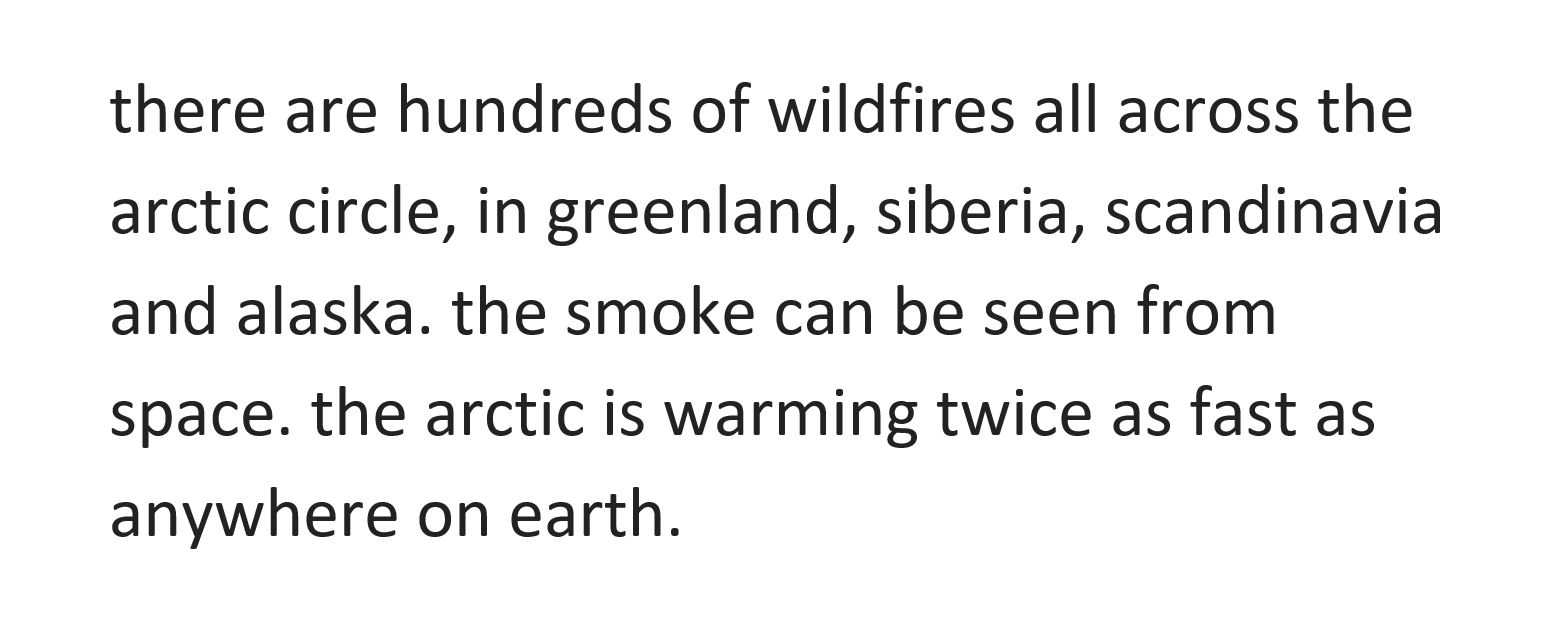 there are hundreds of wildfires all across the
arctic circle, in greenland, siberia, scandinavia
and alaska. the smoke can be seen from
space. the arctic is warming twice as fast as
anywhere on earth.